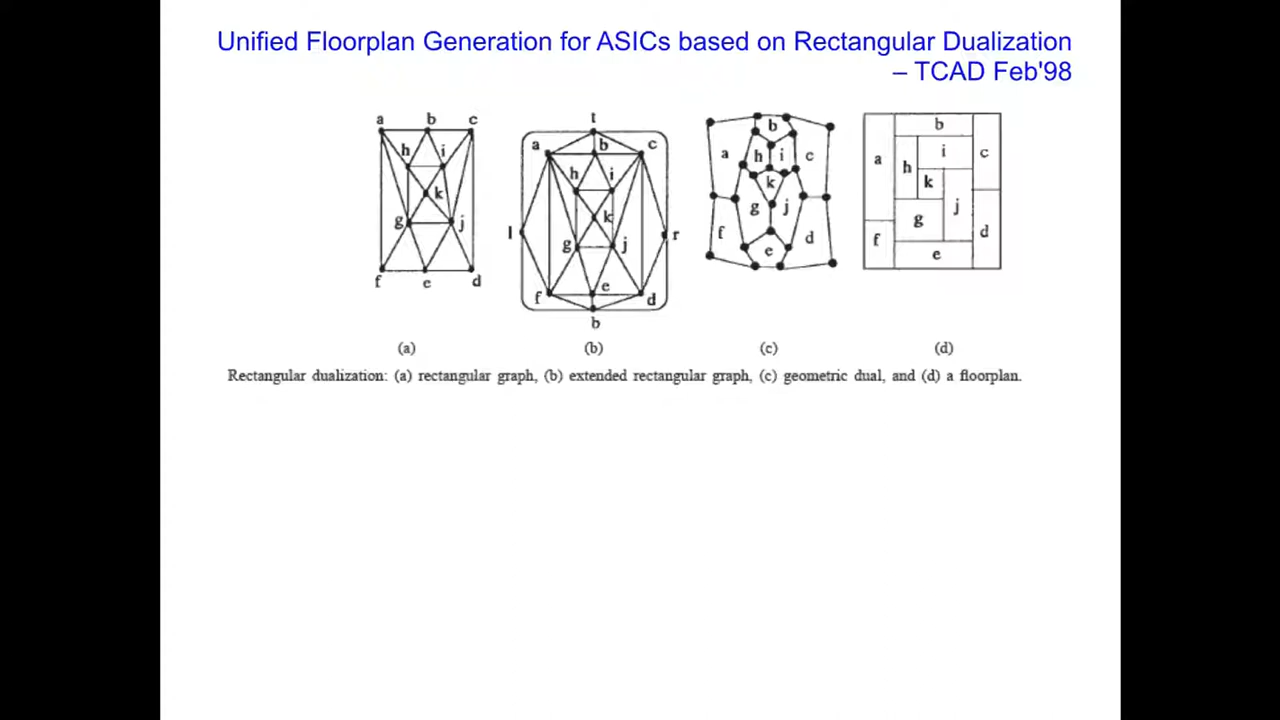 Unified Floorplan Generation for ASICs based on Rectangular Dualization
– TCAD Feb'98
a b c
h i
k
g j
f e d
t
a b c
h i
k
l r
g j
f e d
b
b
a h i c
k
g j
f d
e
b
a i c
h
k
j
g
f d
e
(a) (b) (c) (d)
Rectangular dualization: (a) rectangular graph, (b) extended rectangular graph, (c) geometric dual, and (d) a floorplan.